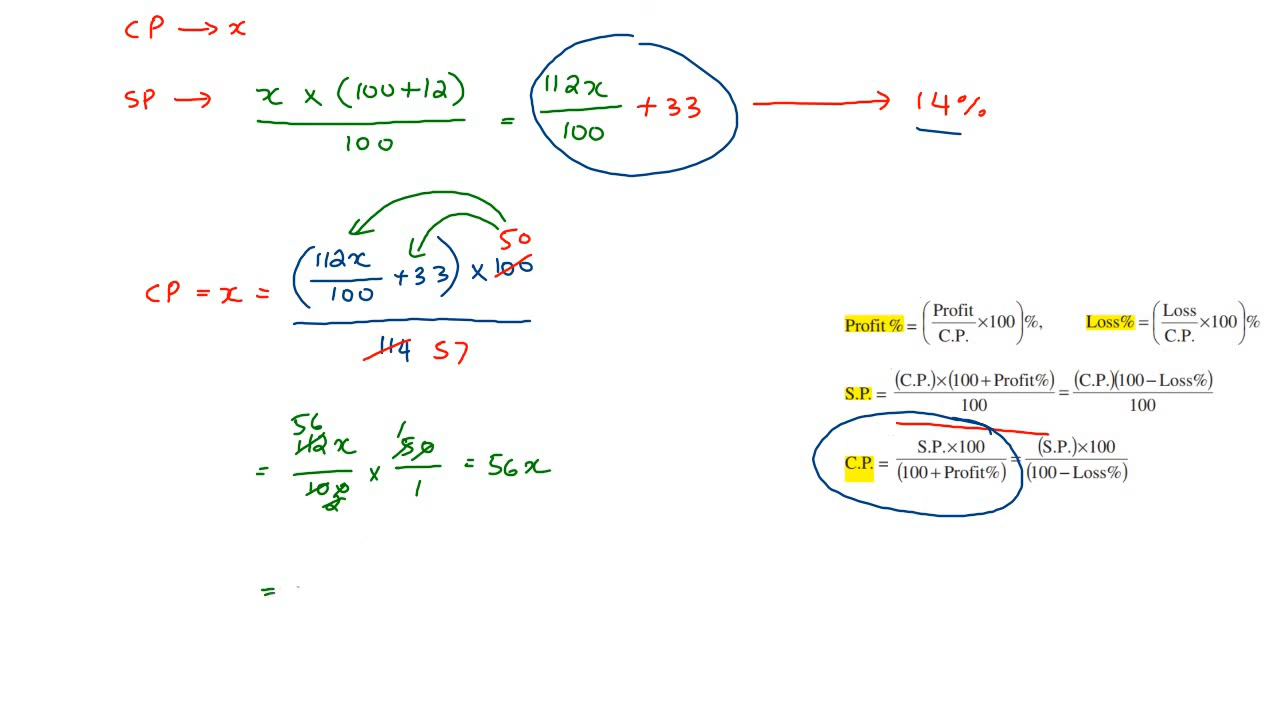 CP → x
SP → x × (100+12) / 100 = 112x / 100 + 33 → 14%
CP = x = (112x / 100 + 33) × 100 50
114 57
Profit % = (Profit / C.P. ×100)%, Loss% = (Loss / C.P. ×100)%
S.P. = (C.P.)×(100+Profit%) / 100 = (C.P.)(100−Loss%) / 100
C.P. = S.P.×100 / (100+Profit%) = (S.P.)×100 / (100−Loss%)
56 1
= 112x / 100 × 50 / 1 = 56x
2
=